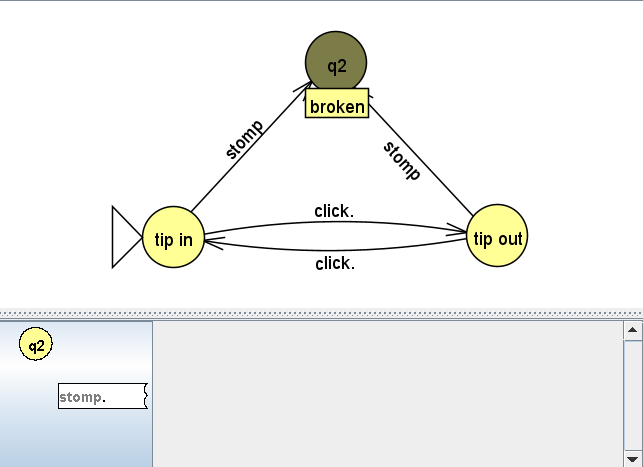 q2
broken
stomp
stomp
click.
tip in
tip out
click.
q2
stomp.